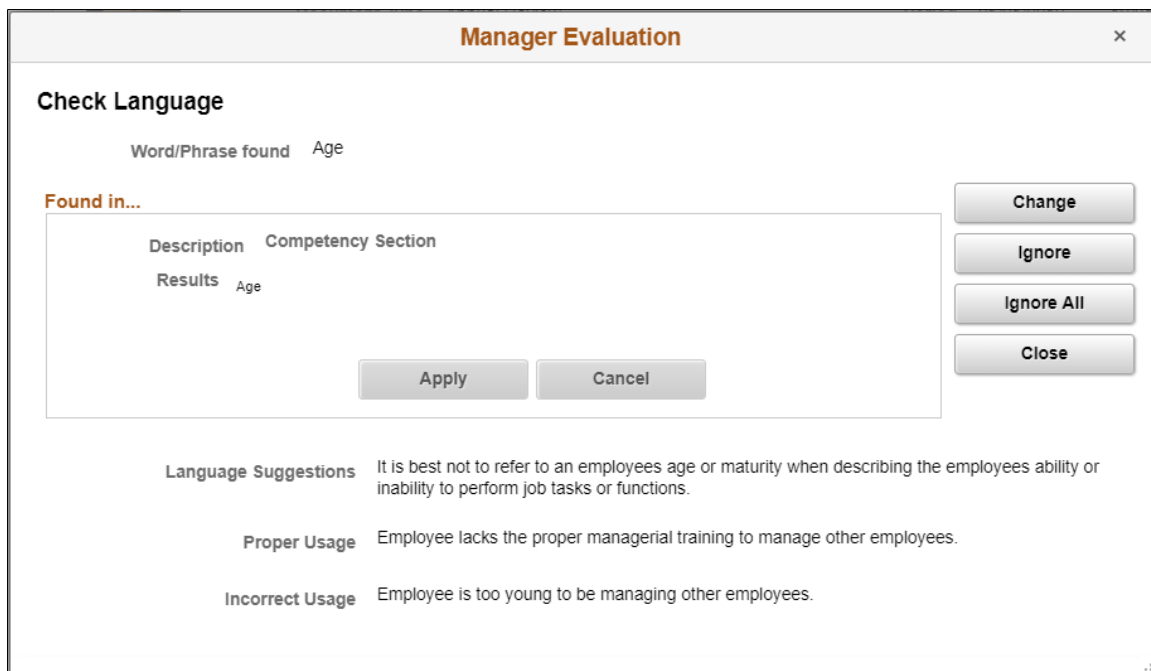 Manager Evaluation
×
Check Language
Word/Phrase found Age
Found in...
Change
Description Competency Section
Ignore
Results Age
Ignore All
Close
Apply Cancel
Language Suggestions It is best not to refer to an employees age or maturity when describing the employees ability or
inability to perform job tasks or functions.
Proper Usage Employee lacks the proper managerial training to manage other employees.
Incorrect Usage Employee is too young to be managing other employees.